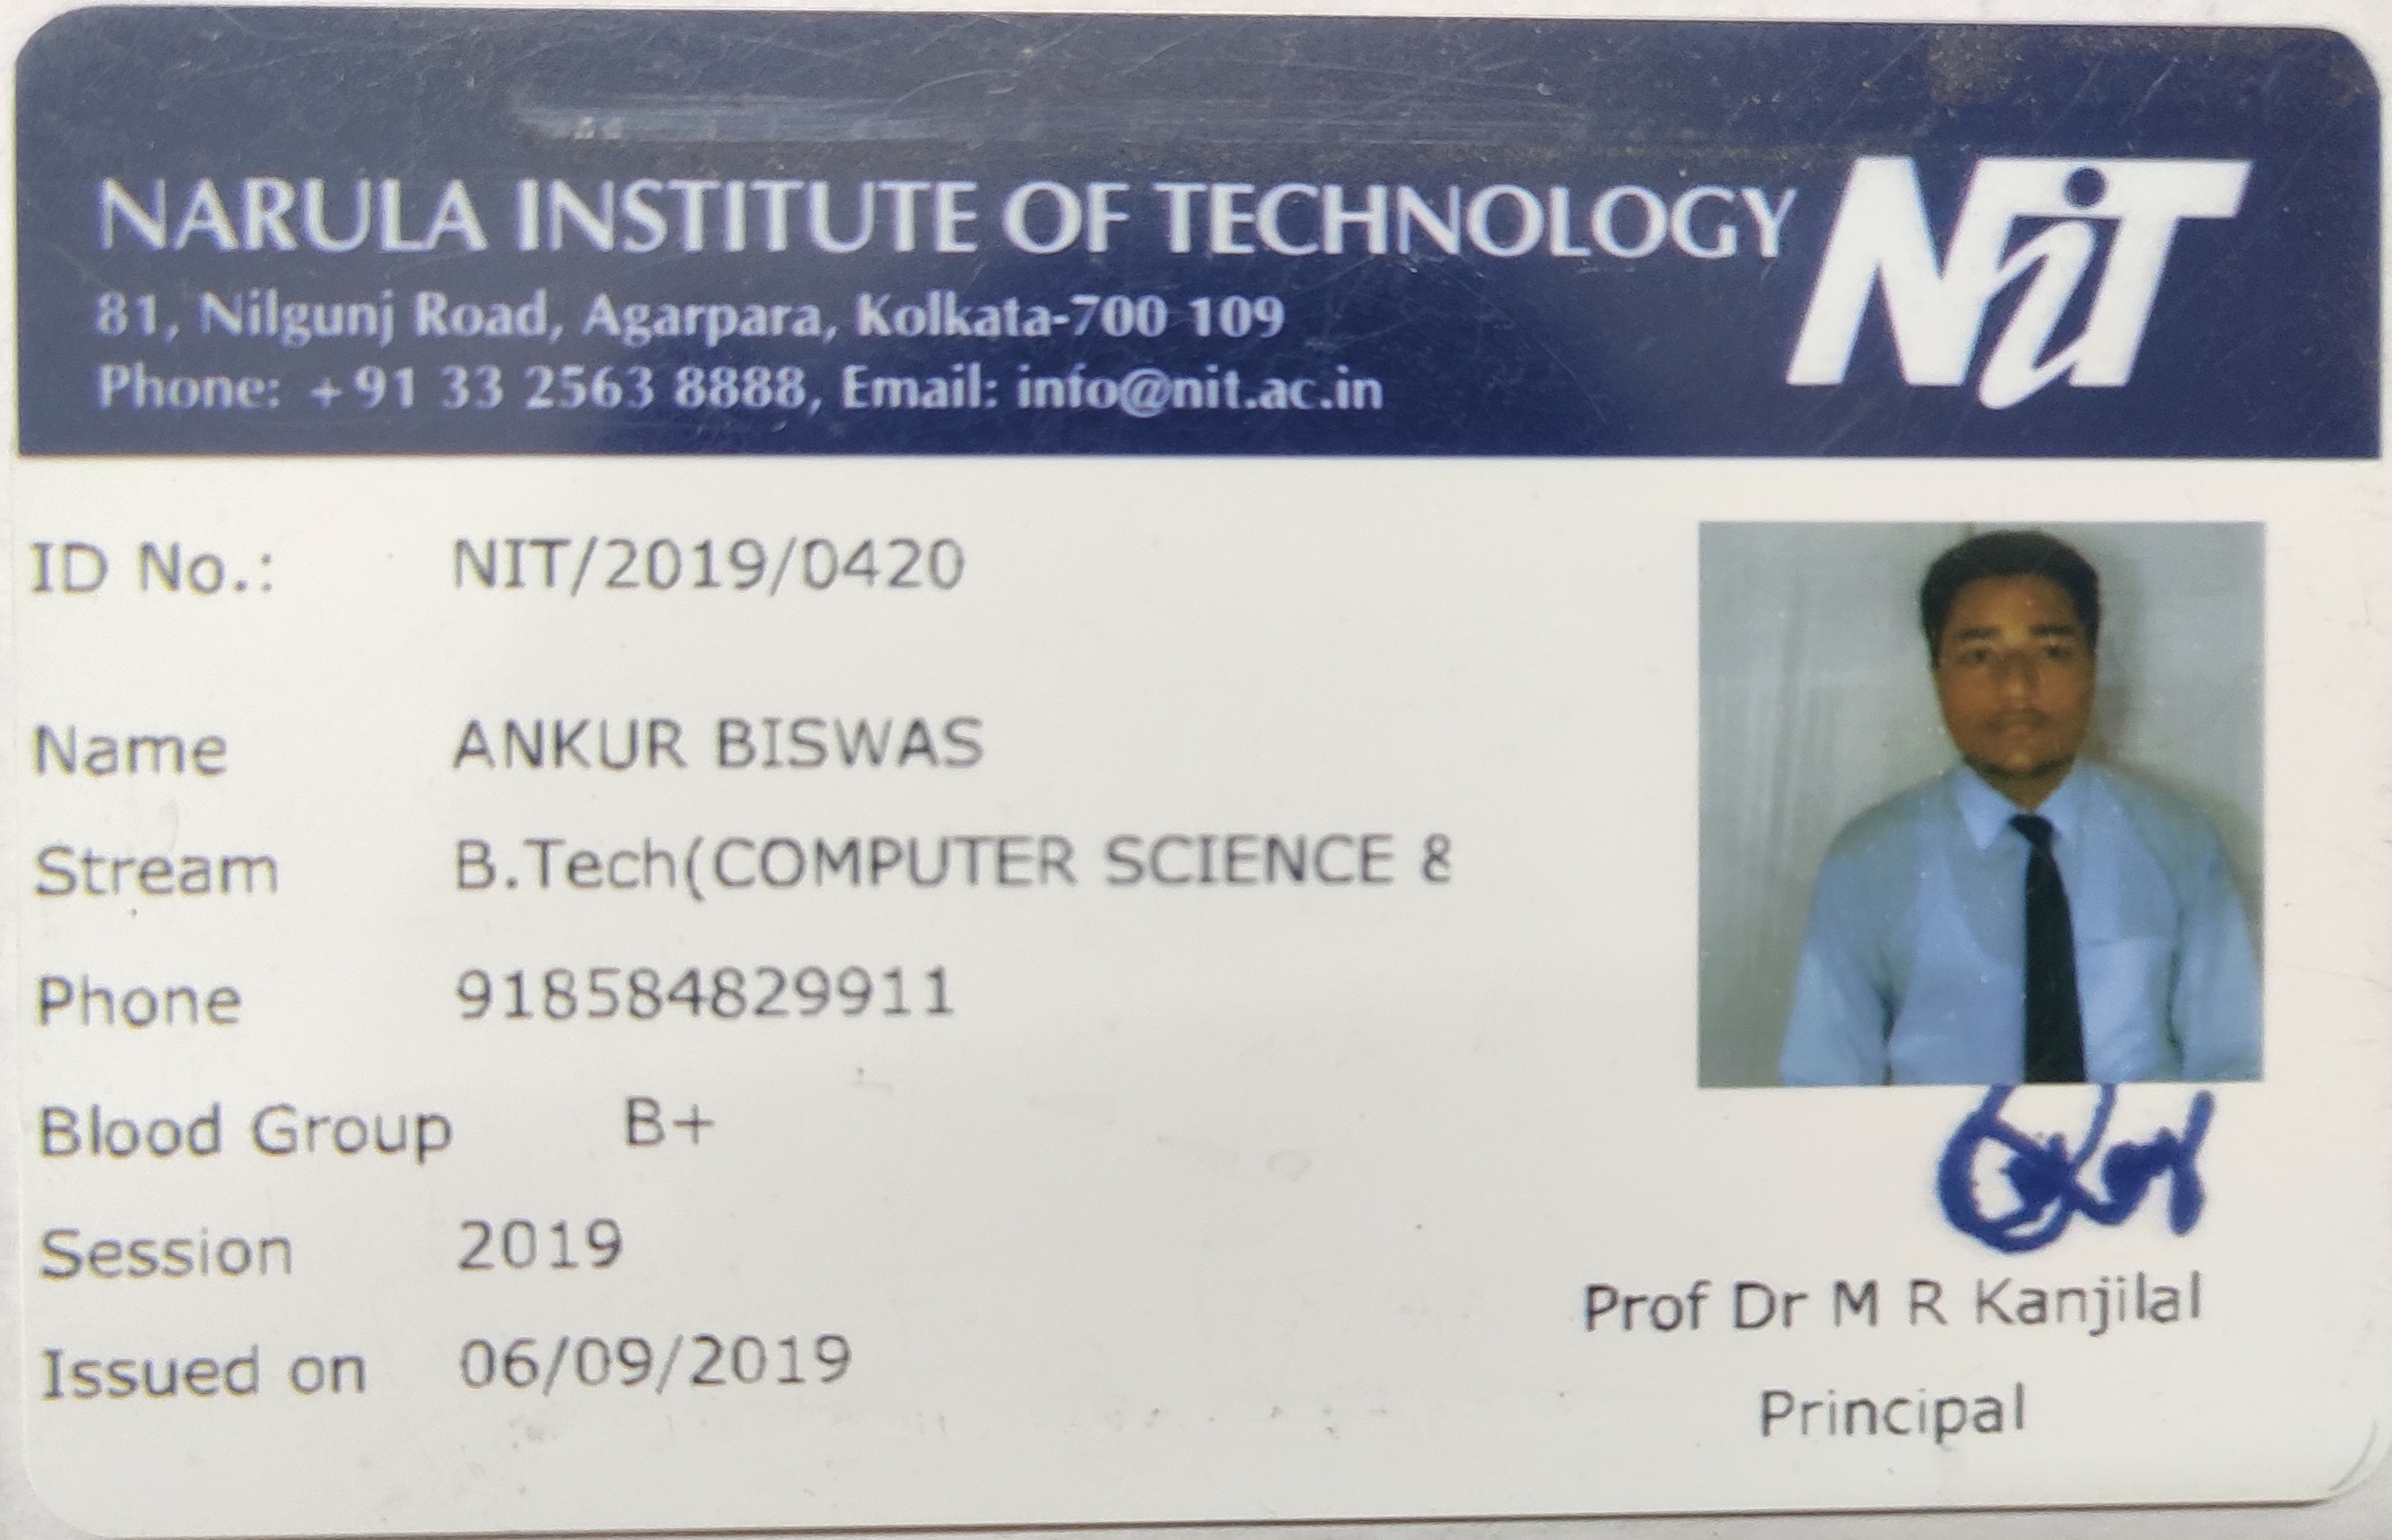 NARULA INSTITUTE OF TECHNOLOGY NiT
81, Nilgunj Road, Agarpara, Kolkata-700 109
Phone: +91 33 2563 8888, Email: info@nit.ac.in
ID No.: NIT/2019/0420
Name ANKUR BISWAS
Stream B.Tech(COMPUTER SCIENCE &
Phone 918584829911
Blood Group B+
Session 2019
Issued on 06/09/2019
Prof Dr M R Kanjilal
Principal